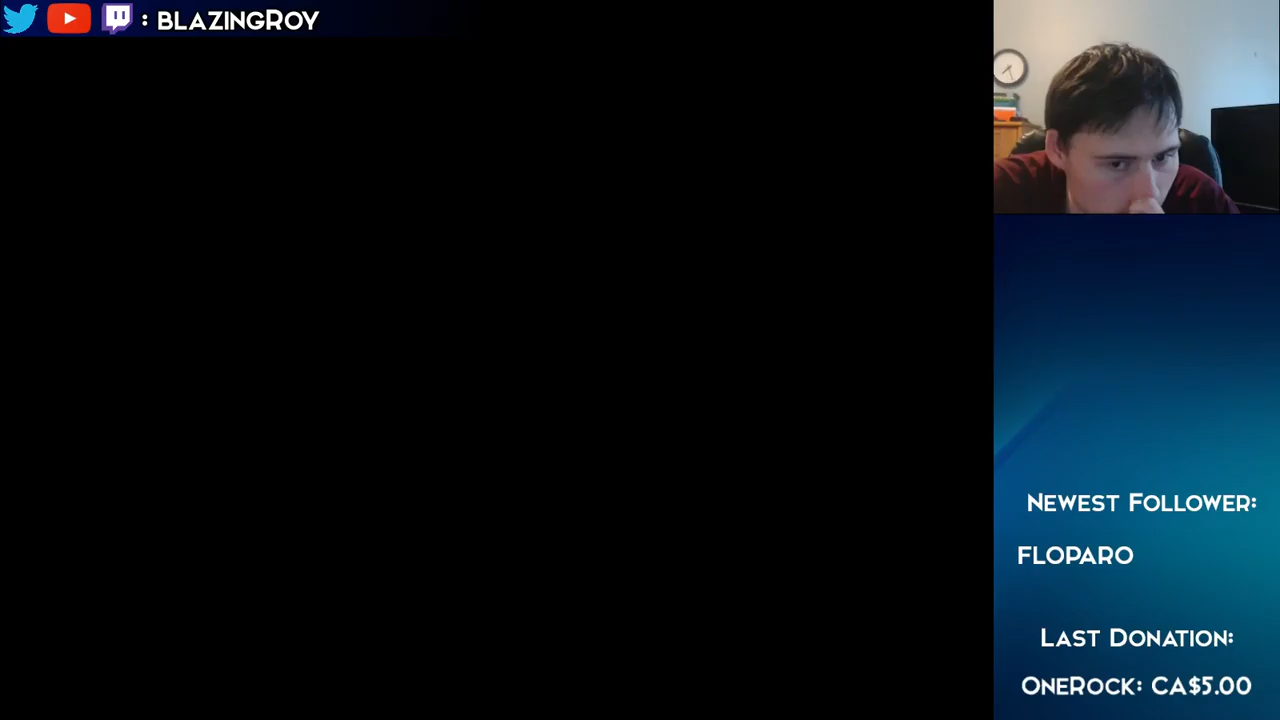 : BLAZINGROY
NEWEST FOLLOWER:
FLOPARO
LAST DONATION:
ONEROCK: CA$5.00